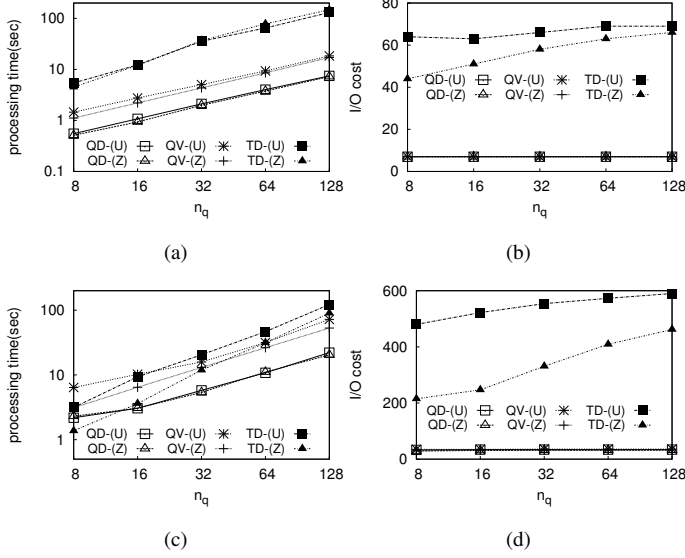 100
10
1
0.1
processing time(sec)
QD-(U) QV-(U) TD-(U)
QD-(Z) QV-(Z) TD-(Z)
8 16 32 64 128
n_q
(a)
80
60
40
20
0
I/O cost
QD-(U) QV-(U) TD-(U)
QD-(Z) QV-(Z) TD-(Z)
8 16 32 64 128
n_q
(b)
100
10
1
processing time(sec)
QD-(U) QV-(U) TD-(U)
QD-(Z) QV-(Z) TD-(Z)
8 16 32 64 128
n_q
(c)
600
400
200
0
I/O cost
QD-(U) QV-(U) TD-(U)
QD-(Z) QV-(Z) TD-(Z)
8 16 32 64 128
n_q
(d)